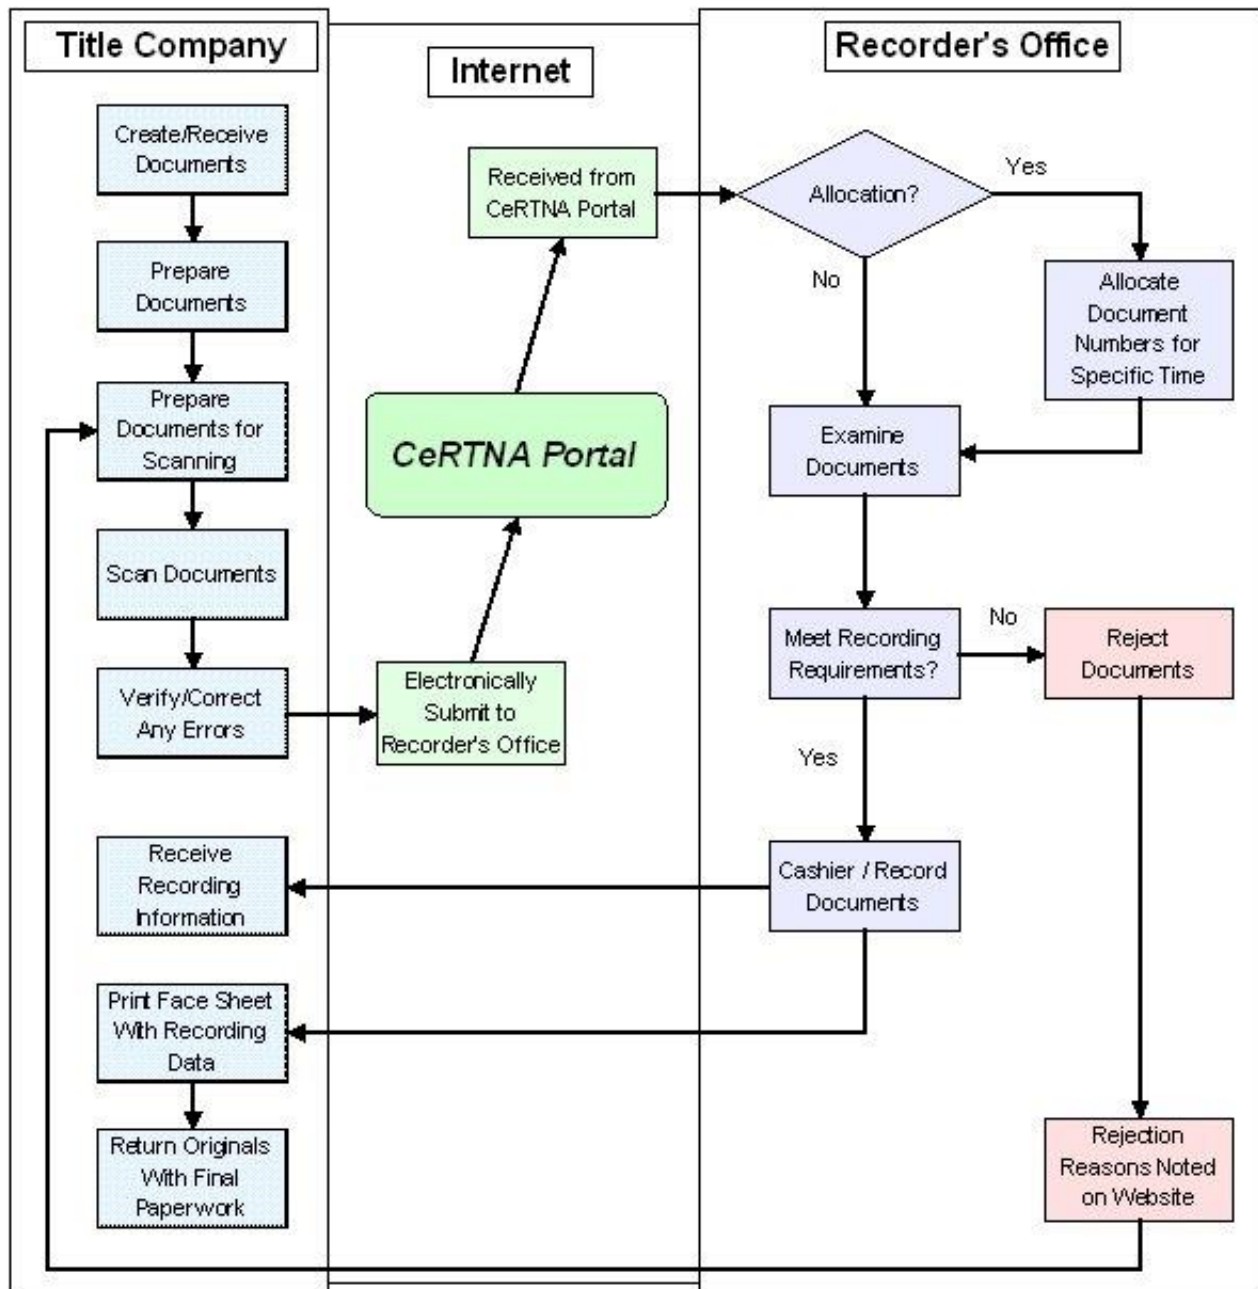 Title Company
Create/Receive
Documents
Prepare
Documents
Prepare
Documents for
Scanning
Scan Documents
Verify/Correct
Any Errors
Receive
Recording
Information
Print Face Sheet
With Recording
Data
Return Originals
With Final
Paperwork
Internet
Received from
CeRTNA Portal
CeRTNA Portal
Electronically
Submit to
Recorder's Office
Recorder's Office
Allocation?
Yes
No
Allocate
Document
Numbers for
Specific Time
Examine
Documents
Meet Recording
Requirements?
No
Reject
Documents
Yes
Cashier / Record
Documents
Rejection
Reasons Noted
on Website